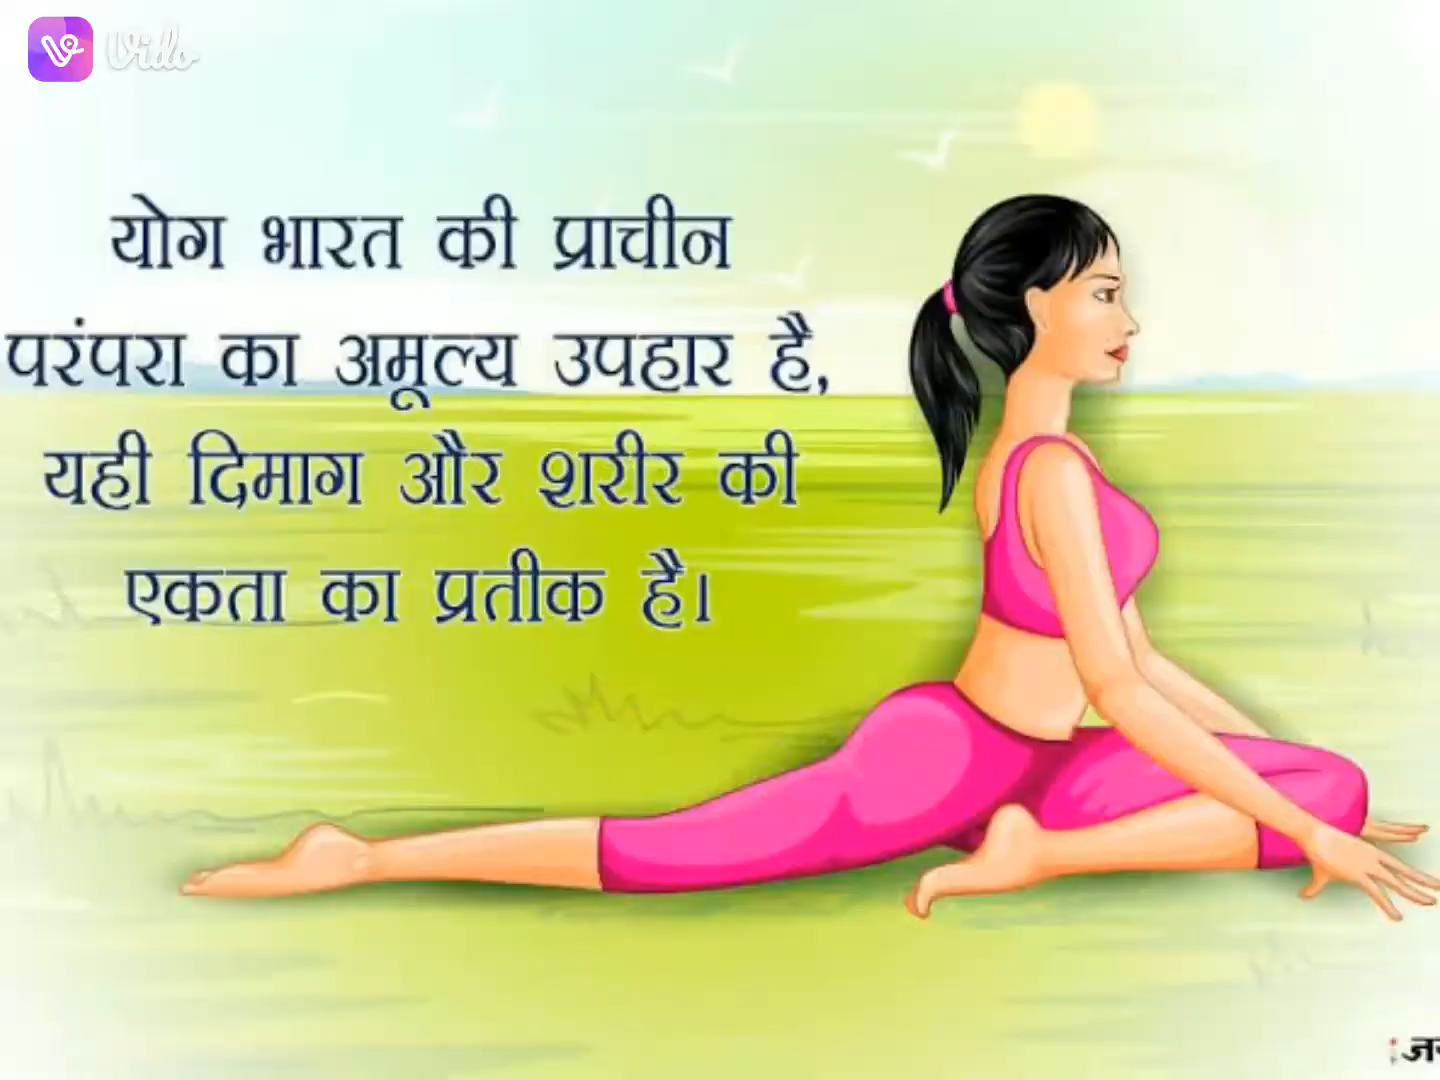 Vido
योग भारत की प्राचीन
परंपरा का अमूल्य उपहार है,
यही दिमाग और शरीर की
एकता का प्रतीक है।